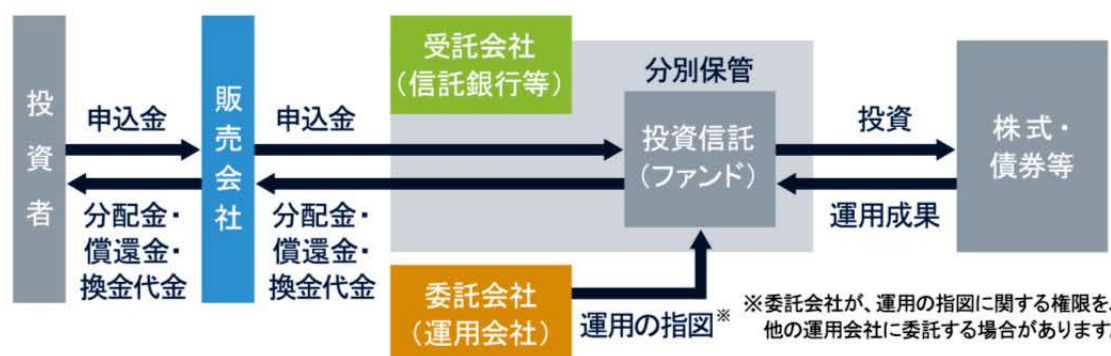 投資者
申込金
分配金・
償還金・
換金代金
販売会社
申込金
分配金・
償還金・
換金代金
受託会社
(信託銀行等)
分別保管
投資信託
(ファンド)
投資
運用成果
株式・
債券等
委託会社
(運用会社)
運用の指図※
※委託会社が、運用の指図に関する権限を、
他の運用会社に委託する場合があります。